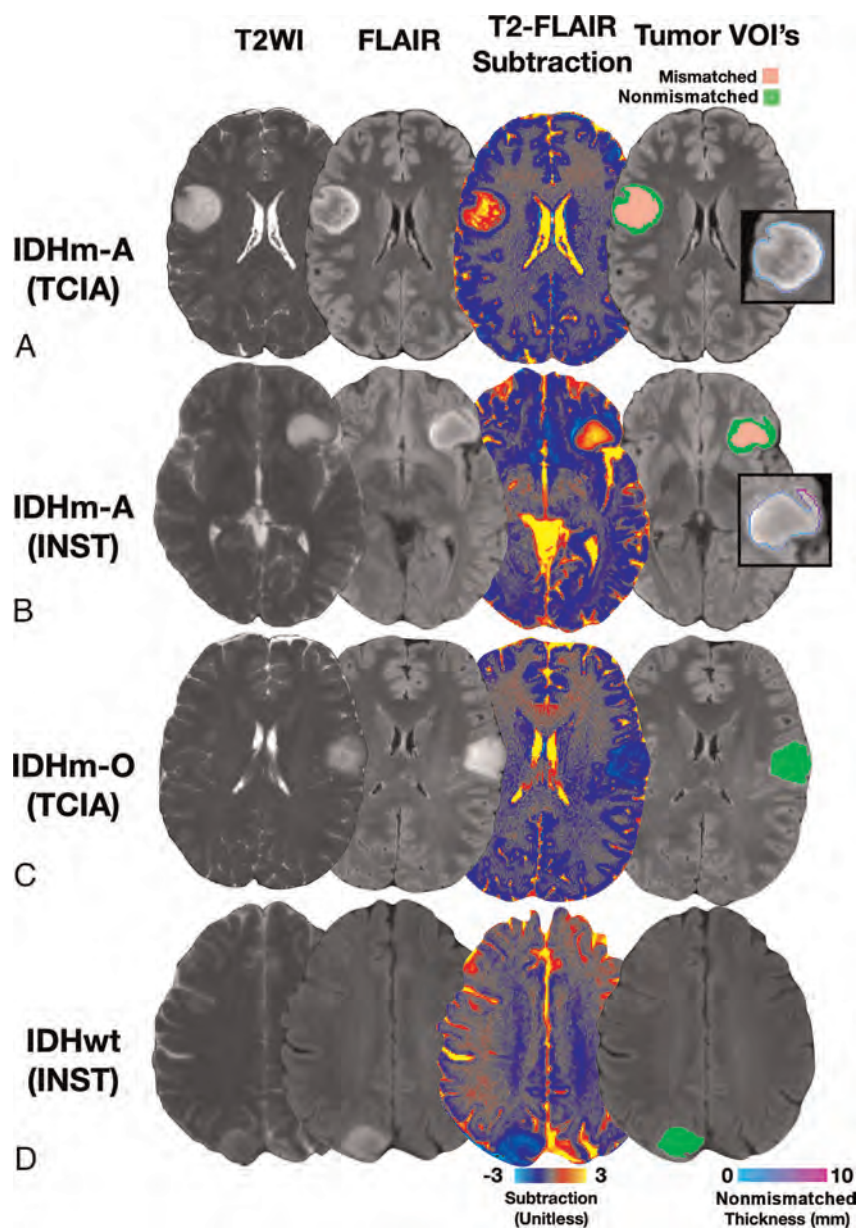 T2WI
FLAIR
T2-FLAIR
Subtraction
Tumor VOI's
Mismatched
Nonmismatched
IDHm-A
(TCIA)
A
IDHm-A
(INST)
B
IDHm-O
(TCIA)
C
IDHwt
(INST)
D
-3
3
Subtraction
(Unitless)
0
10
Nonmismatched
Thickness (mm)